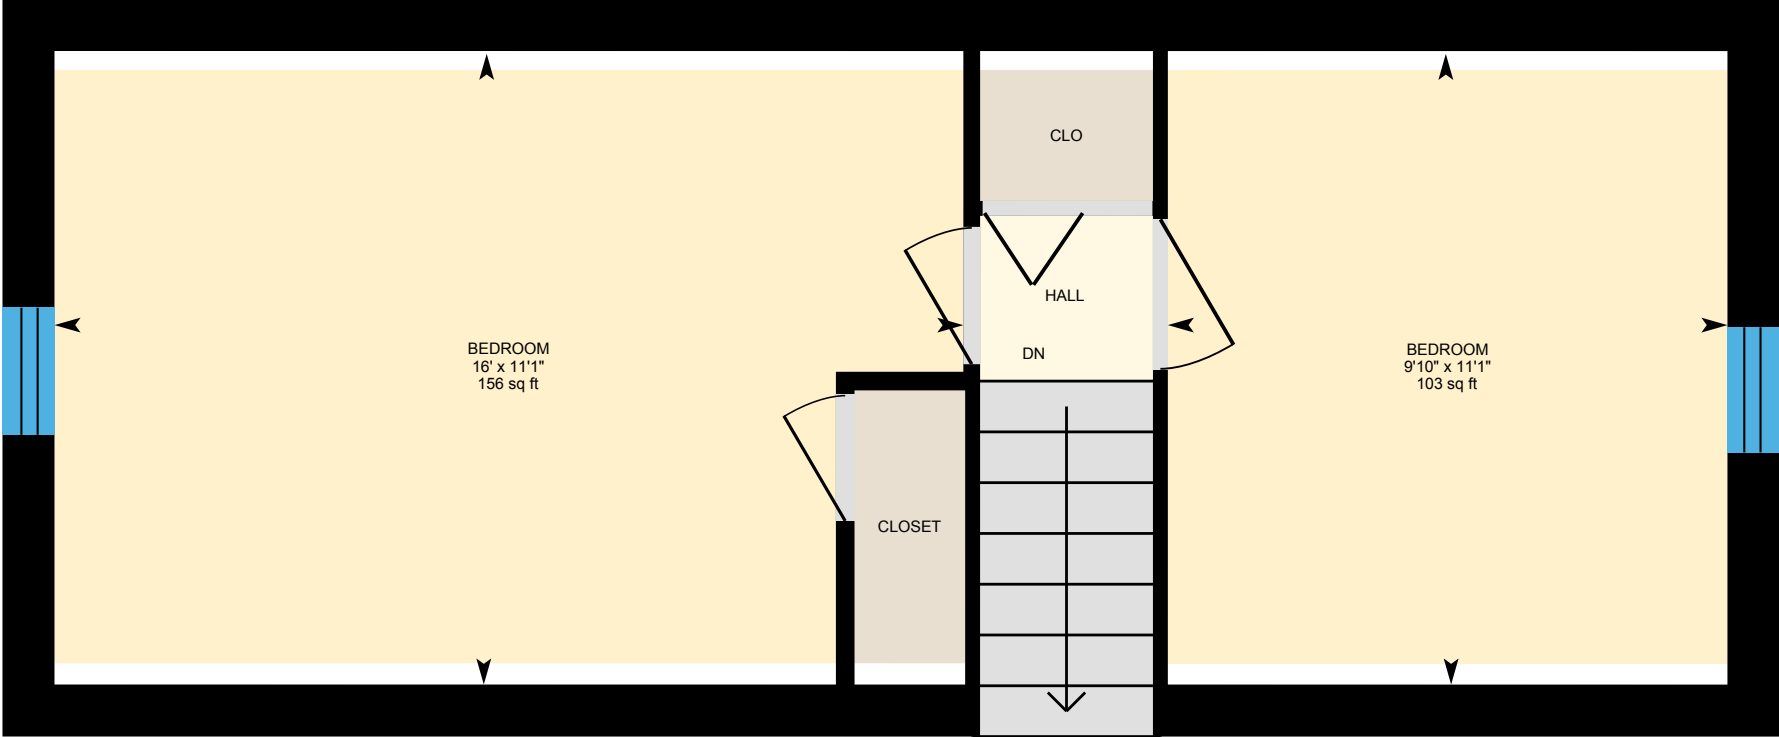 CLO
HALL
DN
BEDROOM
16' x 11'1"
156 sq ft
BEDROOM
9'10" x 11'1"
103 sq ft
CLOSET